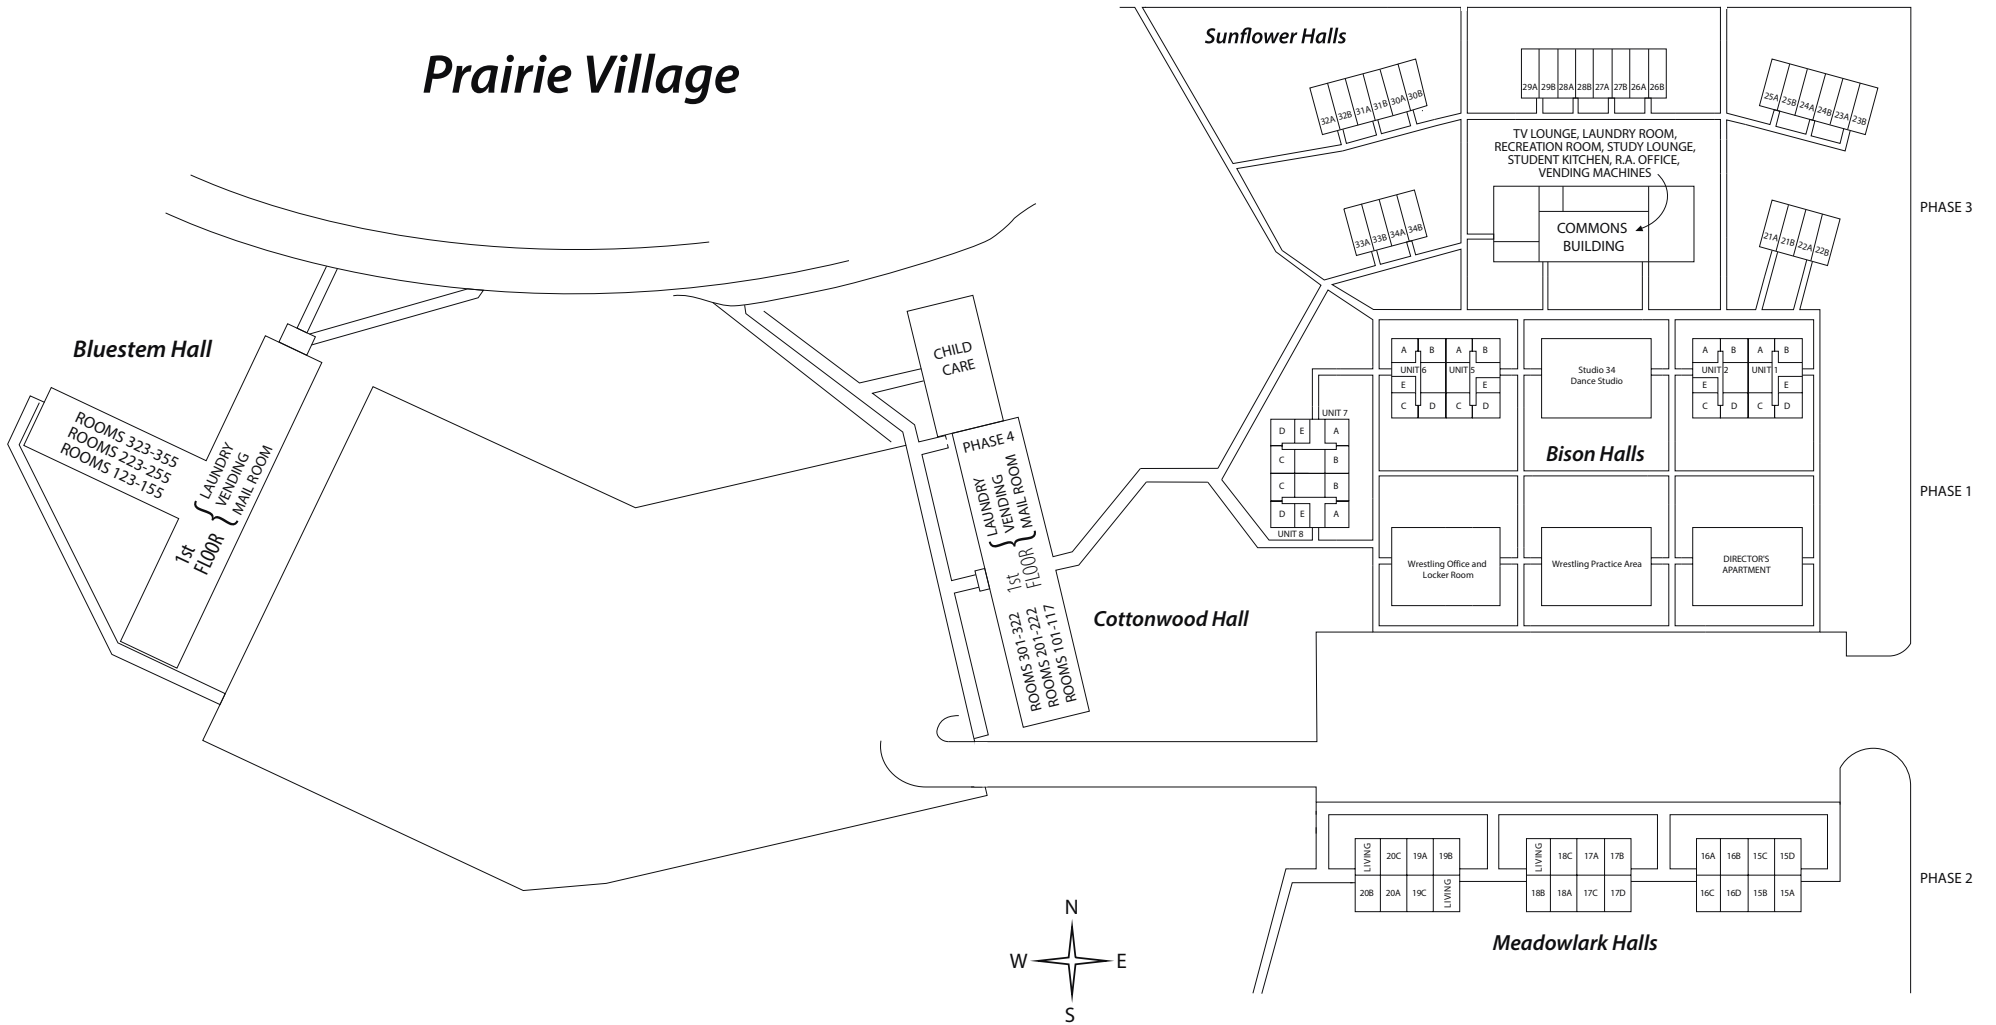 Prairie Village
Sunflower Halls
32A 32B 31A 31B 30A 30B
29A 29B 28A 28B 27A 27B 26A 26B
25A 25B 24A 24B 23A 23B
TV LOUNGE, LAUNDRY ROOM,
RECREATION ROOM, STUDY LOUNGE,
STUDENT KITCHEN, R.A. OFFICE,
VENDING MACHINES
COMMONS
BUILDING
33A 33B 34A 34B
21A 21B 22A 22B
PHASE 3
Bluestem Hall
ROOMS 323-355
ROOMS 223-255
ROOMS 123-155
1st
FLOOR
{
LAUNDRY
VENDING
MAIL ROOM
CHILD
CARE
PHASE 4
LAUNDRY
VENDING
MAIL ROOM
{
1st
FLOOR
ROOMS 301-322
ROOMS 201-222
ROOMS 101-117
Cottonwood Hall
A B A B
UNIT 6 UNIT 5
E E
C D C D
Studio 34
Dance Studio
A B A B
UNIT 2 UNIT 1
E E
C D C D
UNIT 7
D E A
C B
C B
D E A
UNIT 8
Bison Halls
PHASE 1
Wrestling Office and
Locker Room
Wrestling Practice Area
DIRECTOR'S
APARTMENT
LIVING 20C 19A 19B
20B 20A 19C LIVING
LIVING 18C 17A 17B
18B 18A 17C 17D
16A 16B 15C 15D
16C 16D 15B 15A
PHASE 2
Meadowlark Halls
N
W E
S